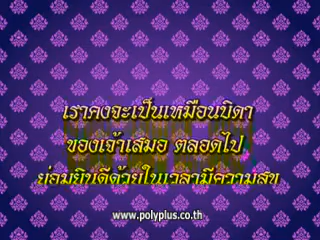 เราคงจะเป็นเหมือนบิดา
ของเจ้าเสมอ ตลอดไป
ย่อมยินดีด้วยในเวลามีความสุข
www.polyplus.co.th